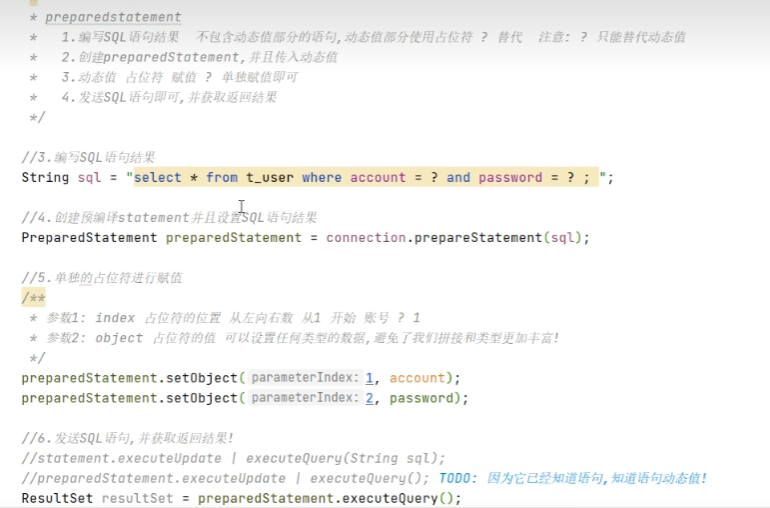 * preparedstatement
*   1.编写SQL语句结果  不包含动态值部分的语句,动态值部分使用占位符 ? 替代  注意: ? 只能替代动态值
*   2.创建preparedStatement,并且传入动态值
*   3.动态值 占位符 赋值 ? 单独赋值即可
*   4.发送SQL语句即可,并获取返回结果
*/
//3.编写SQL语句结果
String sql = "select * from t_user where account = ? and password = ? ; ";
//4.创建预编译statement并且设置SQL语句结果
PreparedStatement preparedStatement = connection.prepareStatement(sql);
//5.单独的占位符进行赋值
/**
* 参数1: index 占位符的位置 从左向右数 从1 开始 账号 ? 1
* 参数2: object 占位符的值 可以设置任何类型的数据,避免了我们拼接和类型更加丰富!
*/
preparedStatement.setObject( parameterIndex: 1, account);
preparedStatement.setObject( parameterIndex: 2, password);
//6.发送SQL语句,并获取返回结果!
//statement.executeUpdate | executeQuery(String sql);
//preparedStatement.executeUpdate | executeQuery(); TODO: 因为它已经知道语句,知道语句动态值!
ResultSet resultSet = preparedStatement.executeQuery();